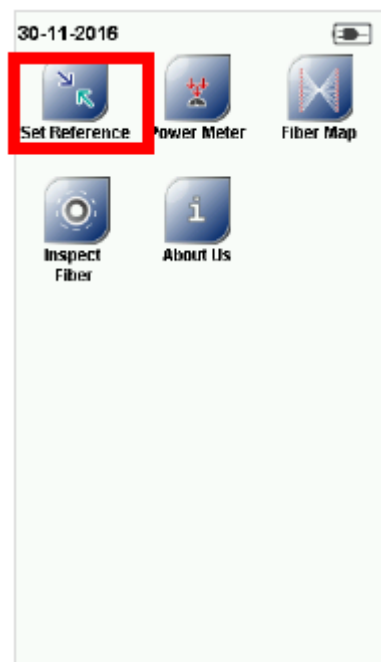 30-11-2016
Set Reference
Power Meter
Fiber Map
i
Inspect
Fiber
About Us